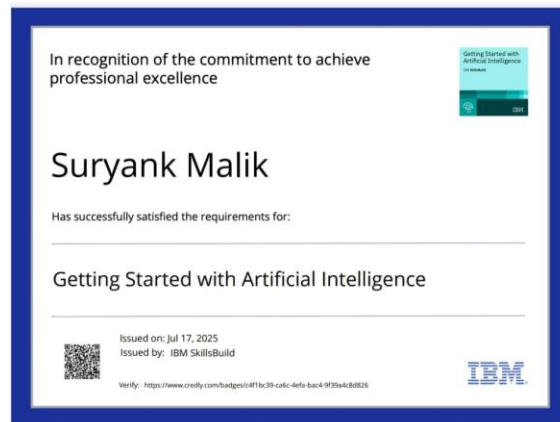 In recognition of the commitment to achieve
professional excellence
Getting Started with
Artificial Intelligence
IBM SkillsBuild
IBM
Suryank Malik
Has successfully satisfied the requirements for:
Getting Started with Artificial Intelligence
Issued on: Jul 17, 2025
Issued by: IBM SkillsBuild
Verify: https://www.credly.com/badges/c4f1bc39-ca6c-4efa-bac4-9f39a4c8d826
IBM.